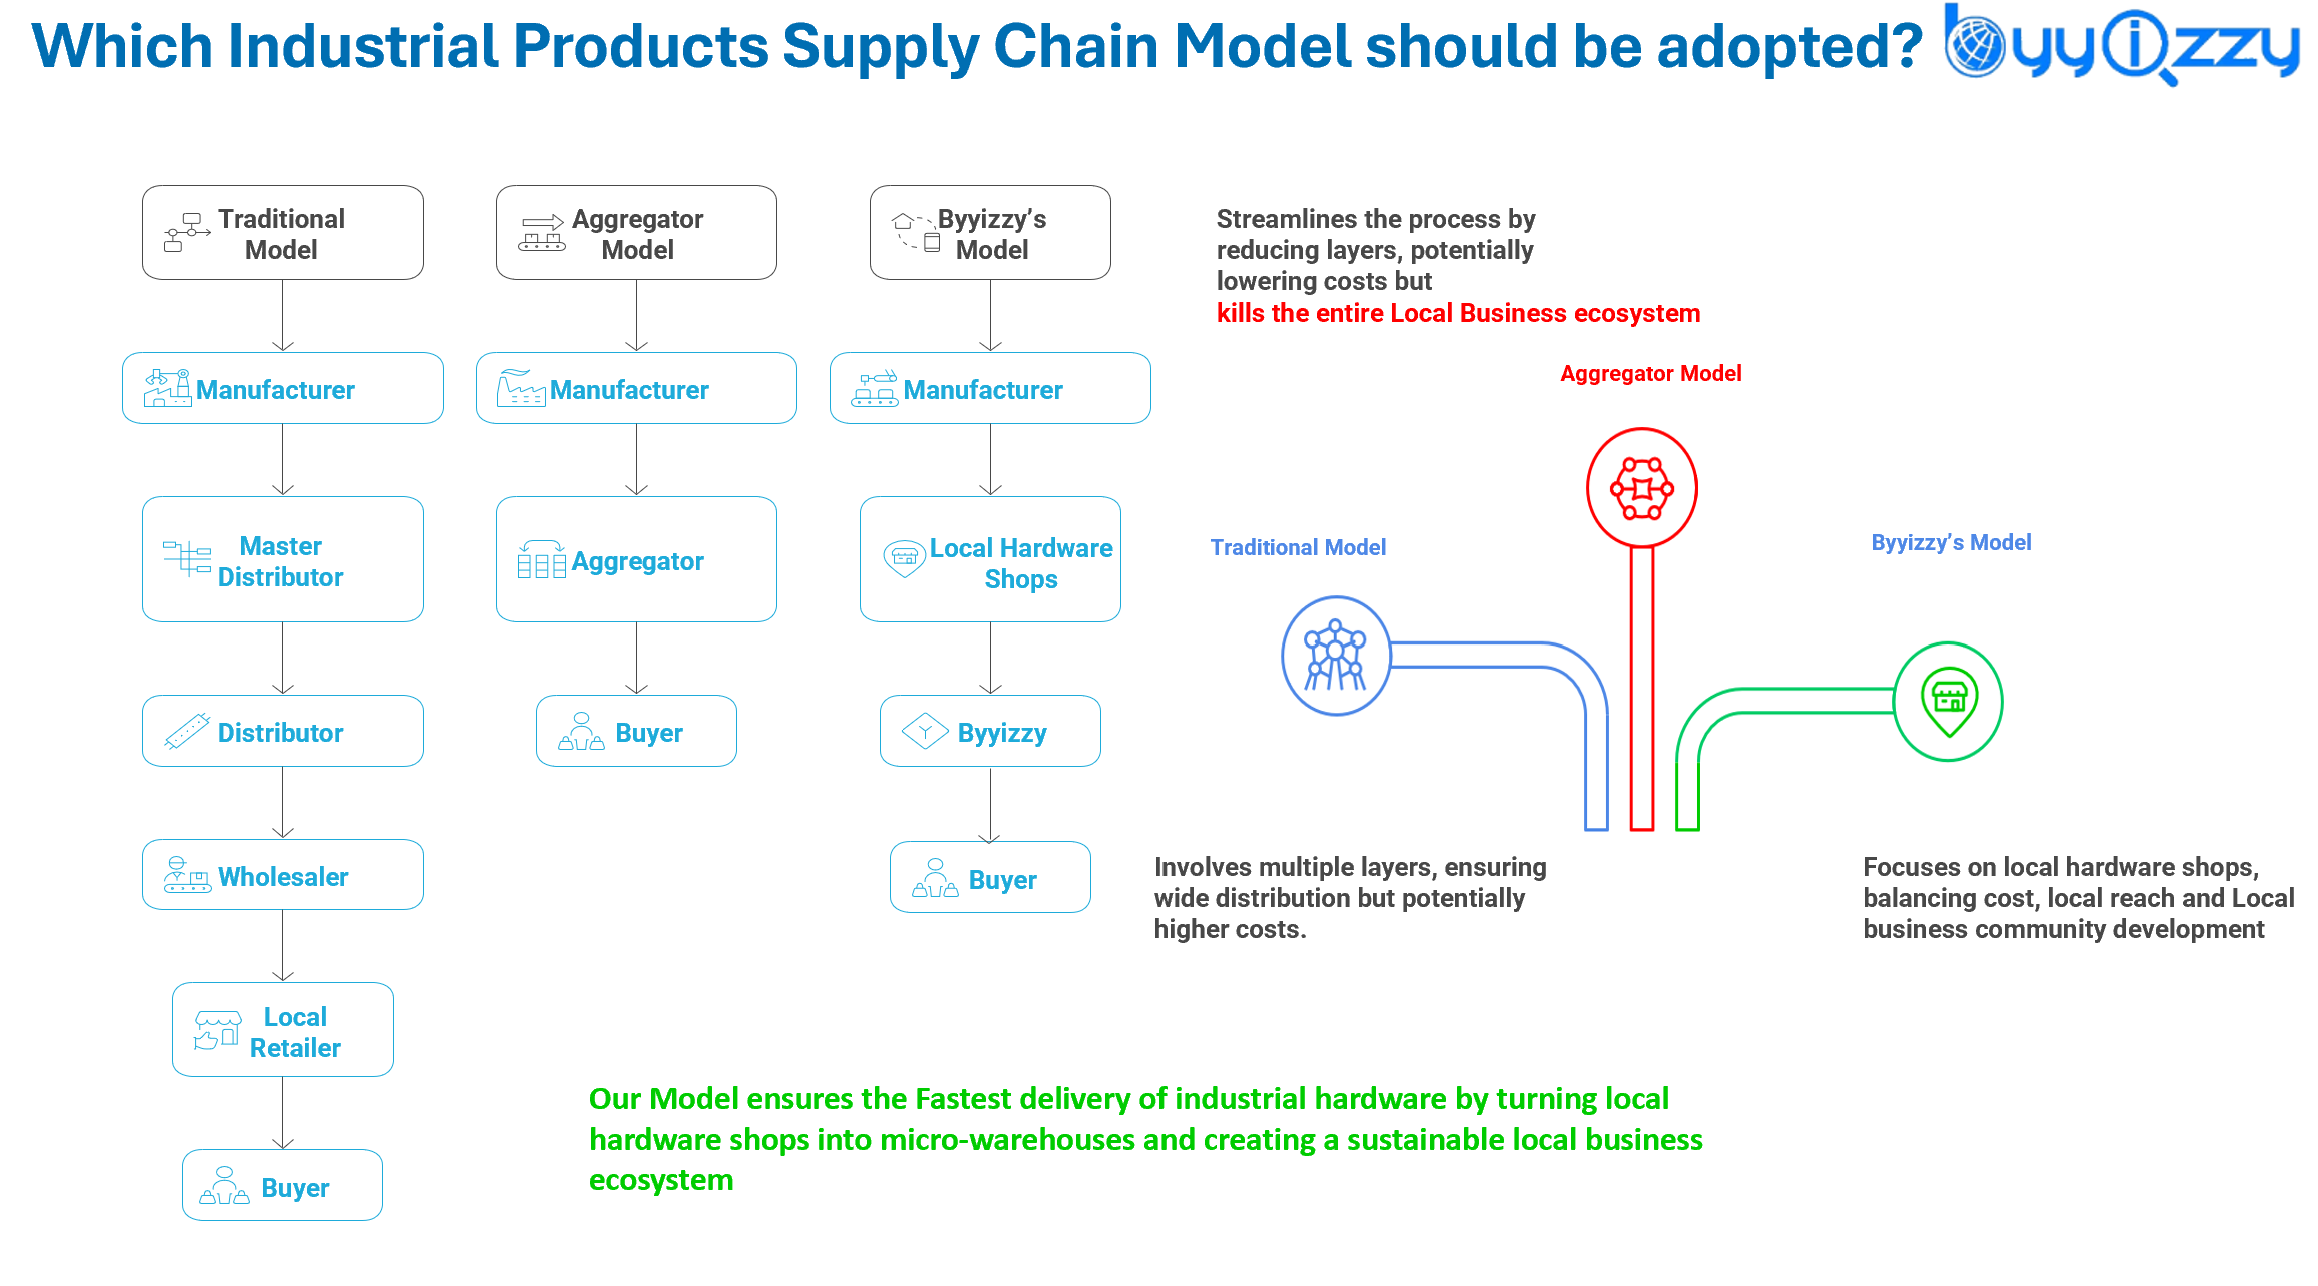 Which Industrial Products Supply Chain Model should be adopted?
byyizzy
Traditional
Model
Manufacturer
Master
Distributor
Distributor
Wholesaler
Local
Retailer
Buyer
Aggregator
Model
Manufacturer
Aggregator
Buyer
Byyizzy’s
Model
Manufacturer
Local Hardware
Shops
Byyizzy
Buyer
Streamlines the process by
reducing layers, potentially
lowering costs but
kills the entire Local Business ecosystem
Aggregator Model
Traditional Model
Byyizzy’s Model
Involves multiple layers, ensuring
wide distribution but potentially
higher costs.
Focuses on local hardware shops,
balancing cost, local reach and Local
business community development
Our Model ensures the Fastest delivery of industrial hardware by turning local
hardware shops into micro-warehouses and creating a sustainable local business
ecosystem